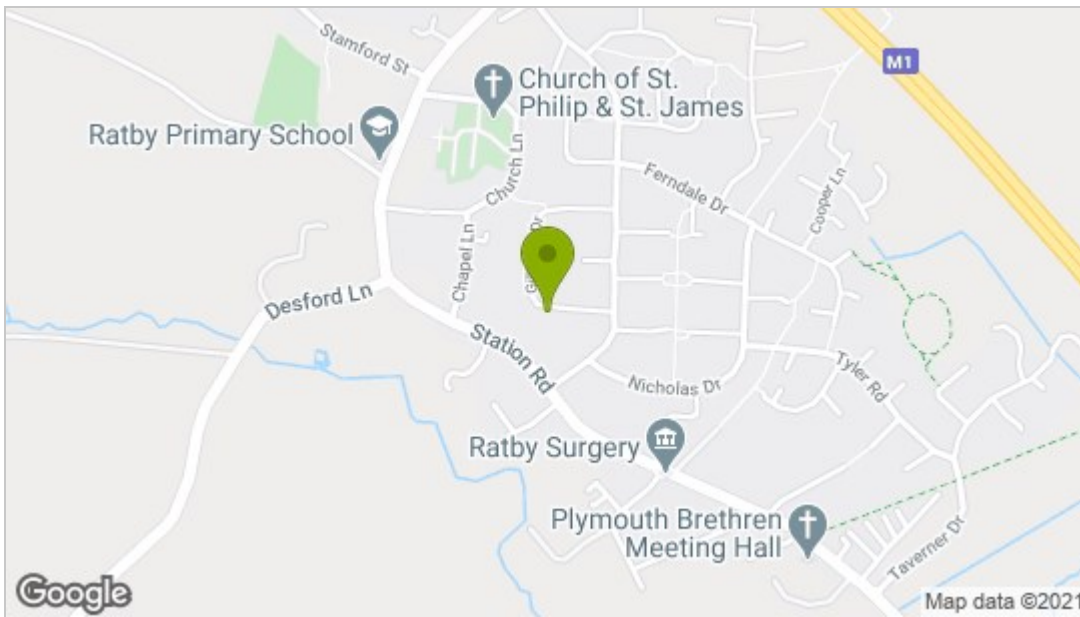 Stamford St
M1
Church of St.
Philip & St. James
Ratby Primary School
Church Ln
Ferndale Dr
Cooper Ln
Chapel Ln
Dr
Desford Ln
Station Rd
Nicholas Dr
Tyler Rd
Ratby Surgery
Plymouth Brethren
Meeting Hall
Taverner Dr
Google
Map data ©2021